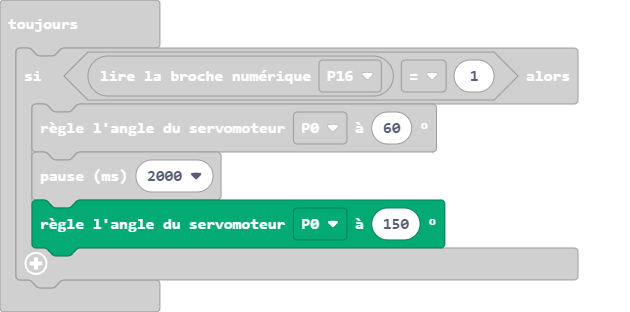 toujours
si lire la broche numérique P16 = 1 alors
règle l'angle du servomoteur P0 à 60 °
pause (ms) 2000
règle l'angle du servomoteur P0 à 150 °